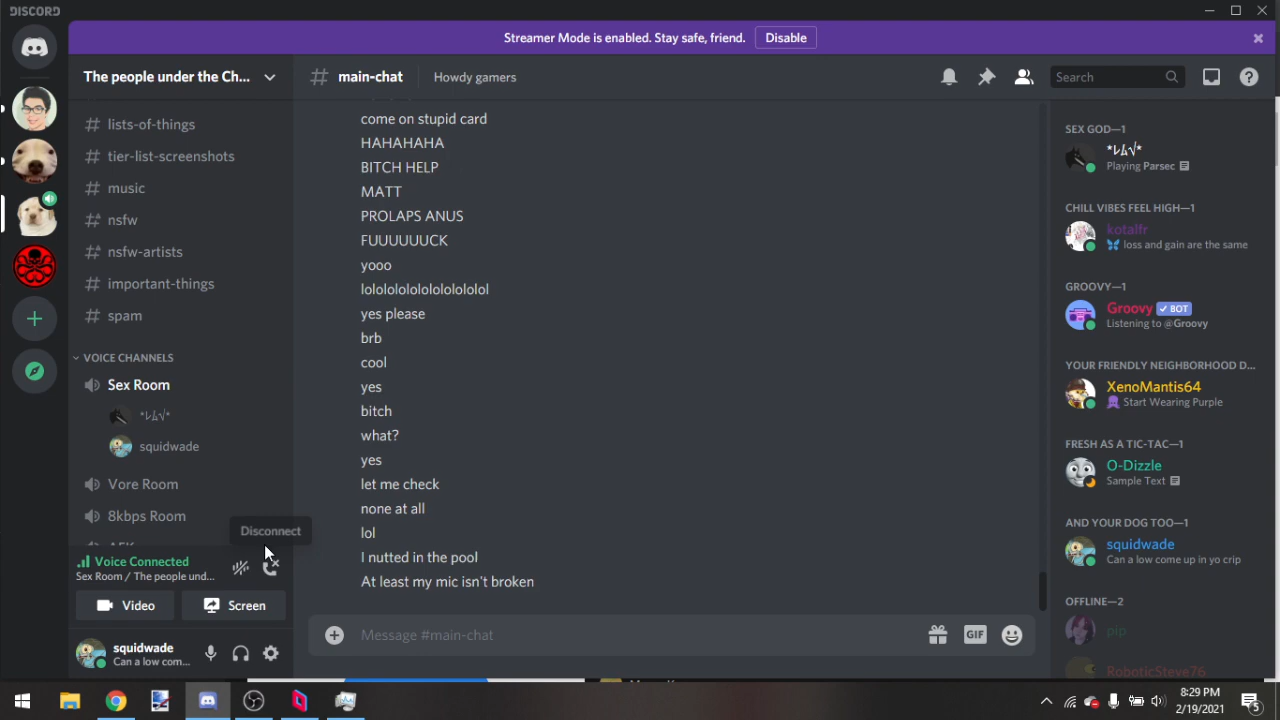 DISCORD
Streamer Mode is enabled. Stay safe, friend.
Disable
The people under the Ch...
main-chat
Howdy gamers
Search
lists-of-things
tier-list-screenshots
music
nsfw
nsfw-artists
important-things
spam
VOICE CHANNELS
Sex Room
squidwade
Vore Room
8kbps Room
Disconnect
Voice Connected
Sex Room / The people und...
Video
Screen
squidwade
Can a low com...
come on stupid card
HAHAHAHA
BITCH HELP
MATT
PROLAPS ANUS
FUUUUUUCK
yooo
lolololololololololol
yes please
brb
cool
yes
bitch
what?
yes
let me check
none at all
lol
I nutted in the pool
At least my mic isn't broken
Message #main-chat
GIF
SEX GOD—1
Playing Parsec
CHILL VIBES FEEL HIGH—1
kotalfr
loss and gain are the same
GROOVY—1
Groovy
BOT
Listening to @Groovy
YOUR FRIENDLY NEIGHBORHOOD D...
XenoMantis64
Start Wearing Purple
FRESH AS A TIC-TAC—1
O-Dizzle
Sample Text
AND YOUR DOG TOO—1
squidwade
Can a low come up in yo crip
OFFLINE—2
pip
RoboticSteve76
8:29 PM
2/19/2021
5